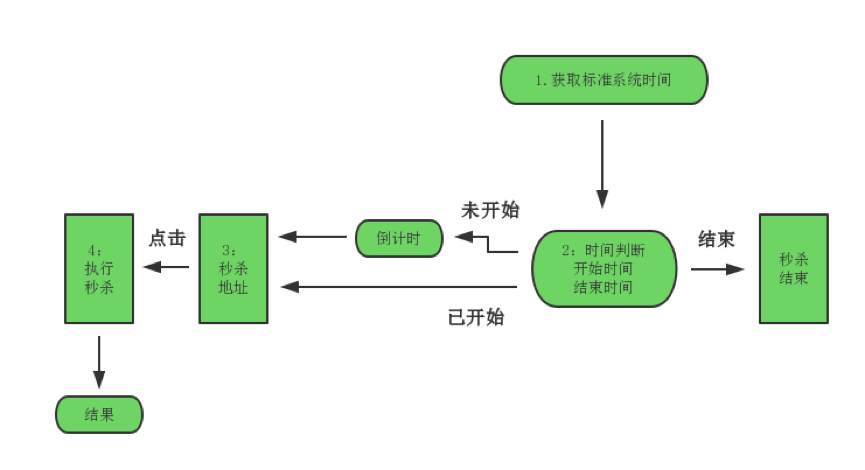 1.获取标准系统时间
未开始
点击
倒计时
结束
4：
执行
秒杀
3：
秒杀
地址
2：时间判断
开始时间
结束时间
秒杀
结束
已开始
结果